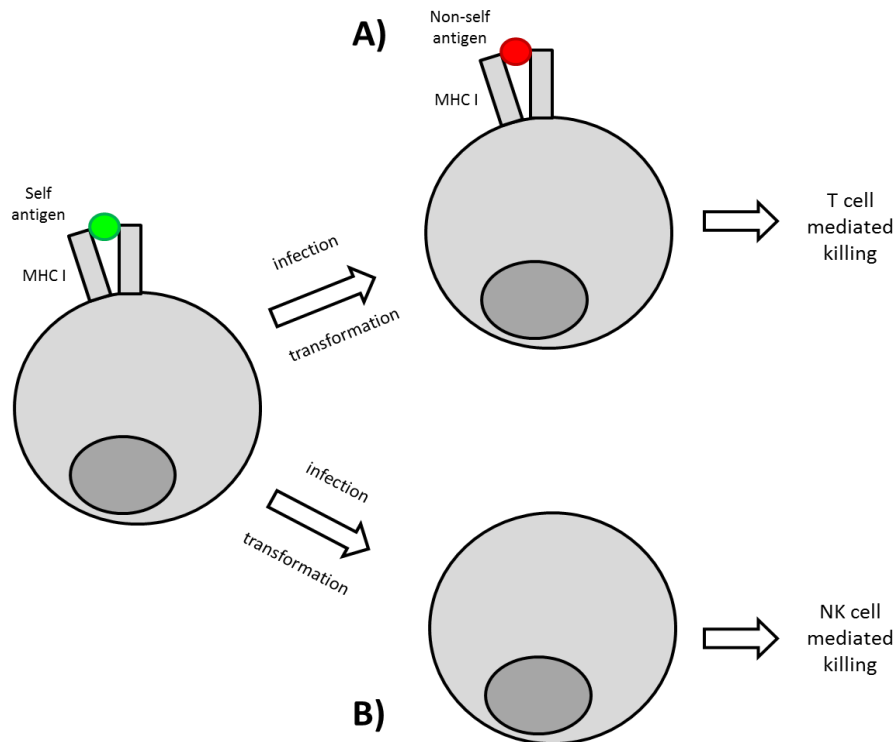 A)
Non-self
antigen
MHC I
T cell
mediated
killing
Self
antigen
MHC I
infection
transformation
infection
transformation
B)
NK cell
mediated
killing